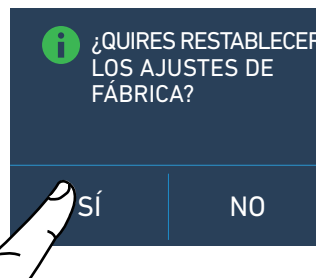 ¿QUIRES RESTABLECER
LOS AJUSTES DE
FÁBRICA?
SÍ
NO